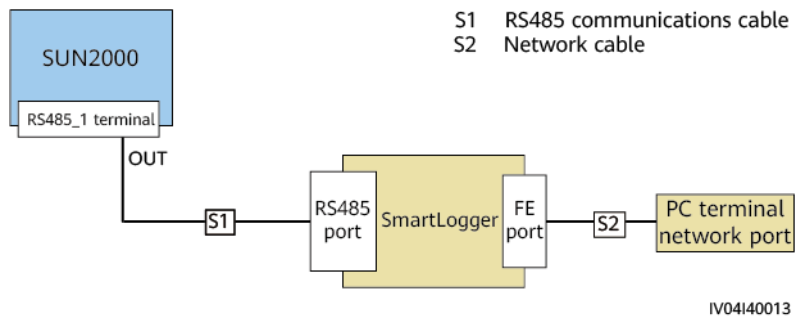 S1 RS485 communications cable
S2 Network cable
SUN2000
RS485_1 terminal
OUT
S1
RS485
port
SmartLogger
FE
port
S2
PC terminal
network port
IV04I40013